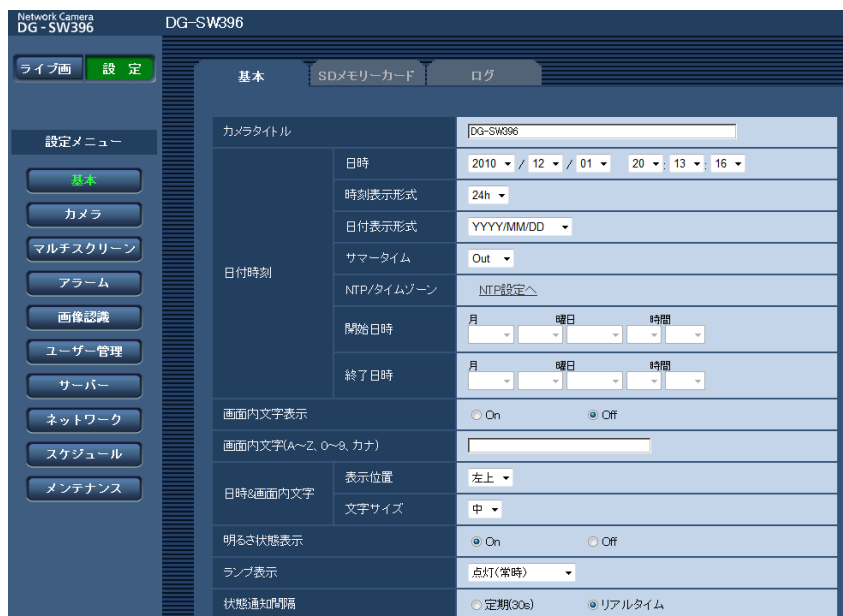 Network Camera
DG-SW396
DG-SW396
ライブ画 設定
設定メニュー
基本
カメラ
マルチスクリーン
アラーム
画像認識
ユーザー管理
サーバー
ネットワーク
スケジュール
メンテナンス
基本 SDメモリーカード ログ
カメラタイトル DG-SW396
日付時刻
日時 2010 / 12 / 01 20 : 13 : 16
時刻表示形式 24h
日付表示形式 YYYY/MM/DD
サマータイム Out
NTP/タイムゾーン NTP設定へ
開始日時 月 曜日 時間
終了日時 月 曜日 時間
画面内文字表示 On Off
画面内文字(A～Z、0～9、カナ)
日時&画面内文字
表示位置 左上
文字サイズ 中
明るさ状態表示 On Off
ランプ表示 点灯(常時)
状態通知間隔 定期(30s) リアルタイム